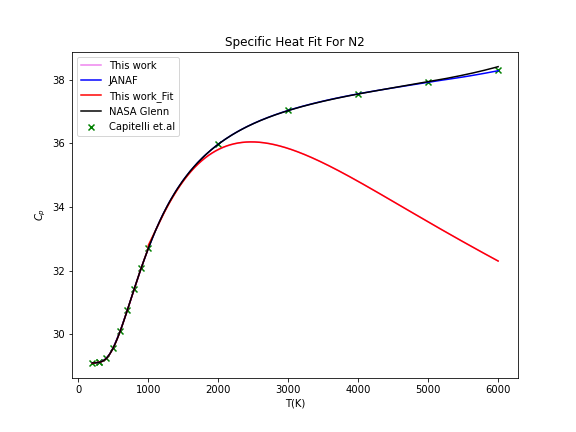 Specific Heat Fit For N2
This work
JANAF
This work_Fit
NASA Glenn
Capitelli et.al
38
36
34
32
30
C_p
0 1000 2000 3000 4000 5000 6000
T(K)